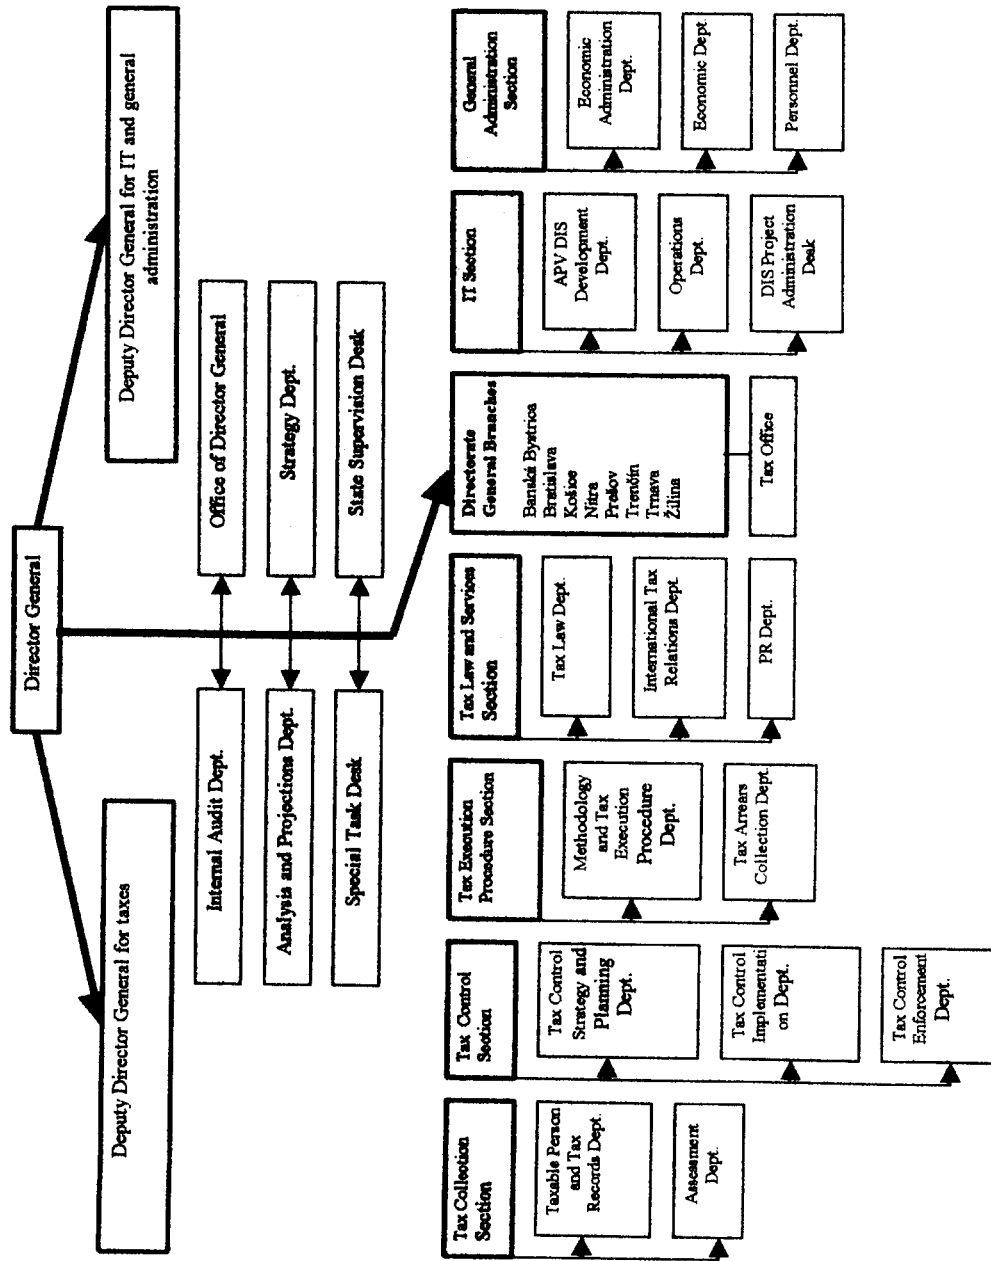 Director General
Deputy Director General for taxes
Deputy Director General for IT and general
administration
Internal Audit Dept.
Office of Director General
Analysis and Projections Dept.
Strategy Dept.
Special Task Desk
State Supervision Desk
Tax Collection
Section
Taxable Person
and Tax
Records Dept.
Assessment
Dept.
Tax Control
Section
Tax Control
Strategy and
Planning
Dept.
Tax Control
Implementati
on Dept.
Tax Control
Enforcement
Dept.
Tax Execution
Procedure Section
Methodology
and Tax
Execution
Procedure
Dept.
Tax Arrears
Collection Dept.
Tax Law and Services
Section
Tax Law Dept.
International Tax
Relations Dept.
PR Dept.
Directorate
General Branches
Banská Bystrica
Bratislava
Košice
Nitra
Prešov
Trenčín
Trnava
Žilina
Tax Office
IT Section
APV DIS
Development
Dept.
Operations
Dept.
DIS Project
Administration
Desk
General
Administration
Section
Economic
Administration
Dept.
Economic Dept.
Personnel Dept.